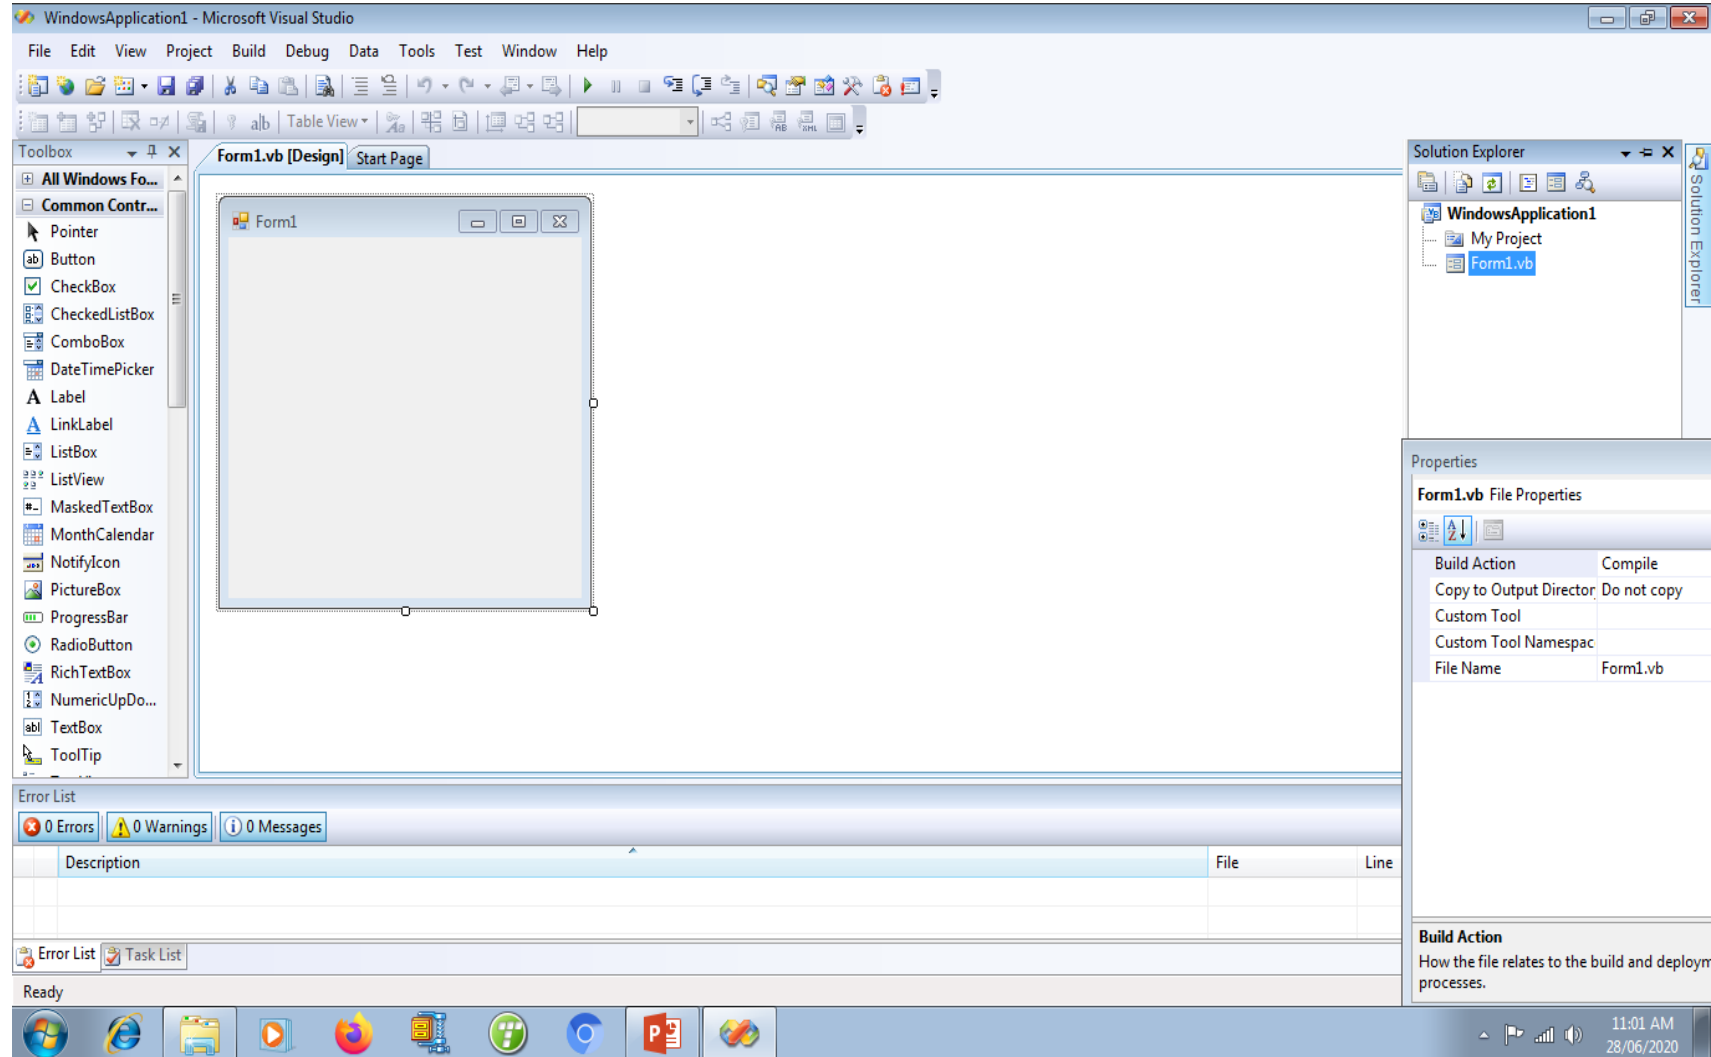 WindowsApplication1 - Microsoft Visual Studio
File Edit View Project Build Debug Data Tools Test Window Help
Table View
Toolbox
Form1.vb [Design] Start Page
All Windows Fo...
Common Contr...
Pointer
Button
CheckBox
CheckedListBox
ComboBox
DateTimePicker
Label
LinkLabel
ListBox
ListView
MaskedTextBox
MonthCalendar
NotifyIcon
PictureBox
ProgressBar
RadioButton
RichTextBox
NumericUpDo...
TextBox
ToolTip
Form1
Solution Explorer
WindowsApplication1
My Project
Form1.vb
Solution Explorer
Properties
Form1.vb File Properties
Build Action Compile
Copy to Output Director Do not copy
Custom Tool
Custom Tool Namespac
File Name Form1.vb
Build Action
How the file relates to the build and deploym
processes.
Error List
0 Errors 0 Warnings 0 Messages
Description File Line
Error List Task List
Ready
11:01 AM
28/06/2020